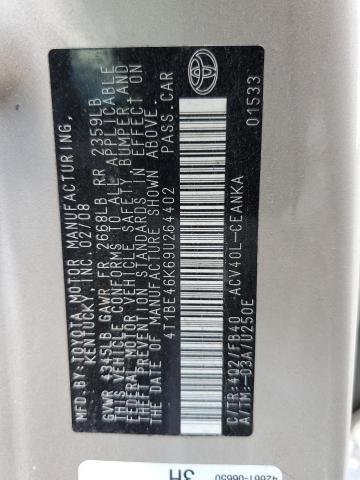 MFD. BY: TOYOTA MOTOR MANUFACTURING,
KENTUCKY, INC. 02/08
GVWR 4345LB GAWR FR 2668LB RR 2359LB
THIS VEHICLE CONFORMS TO ALL APPLICABLE
FEDERAL MOTOR VEHICLE SAFETY, BUMPER, AND
THEFT PREVENTION STANDARDS IN EFFECT ON
THE DATE OF MANUFACTURE SHOWN ABOVE.
4T1BE46K69U264402 PASS.CAR
C/TR:4Q2/FB40 ACV40L-CEANKA
A/TM:-03A/U250E 01533
42661-06650
3H